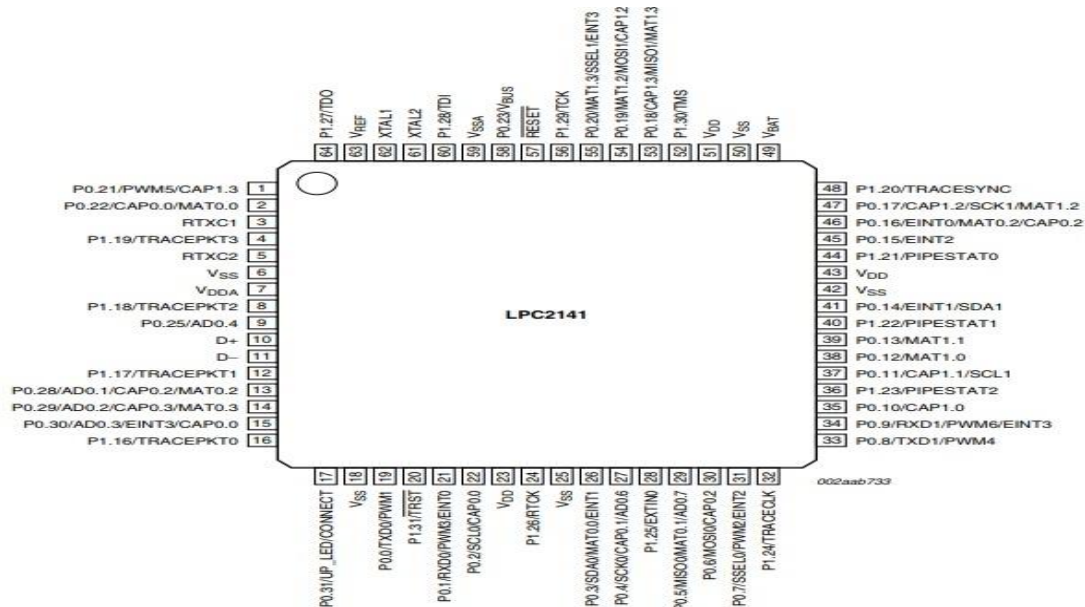 64 P1.27/TDO
63 VREF
62 XTAL1
61 XTAL2
60 P1.28/TDI
59 VSSA
58 P0.23/VBUS
57 RESET
56 P1.29/TCK
55 P0.20/MAT1.3/SSEL1/EINT3
54 P0.19/MAT1.2/MOSI1/CAP1.2
53 P0.18/CAP1.3/MISO1/MAT1.3
52 P1.30/TMS
51 VDD
50 VSS
49 VBAT
P0.21/PWM5/CAP1.3 1
P0.22/CAP0.0/MAT0.0 2
RTXC1 3
P1.19/TRACEPKT3 4
RTXC2 5
VSS 6
VDDA 7
P1.18/TRACEPKT2 8
P0.25/AD0.4 9
D+ 10
D− 11
P1.17/TRACEPKT1 12
P0.28/AD0.1/CAP0.2/MAT0.2 13
P0.29/AD0.2/CAP0.3/MAT0.3 14
P0.30/AD0.3/EINT3/CAP0.0 15
P1.16/TRACEPKT0 16
LPC2141
48 P1.20/TRACESYNC
47 P0.17/CAP1.2/SCK1/MAT1.2
46 P0.16/EINT0/MAT0.2/CAP0.2
45 P0.15/EINT2
44 P1.21/PIPESTAT0
43 VDD
42 VSS
41 P0.14/EINT1/SDA1
40 P1.22/PIPESTAT1
39 P0.13/MAT1.1
38 P0.12/MAT1.0
37 P0.11/CAP1.1/SCL1
36 P1.23/PIPESTAT2
35 P0.10/CAP1.0
34 P0.9/RXD1/PWM6/EINT3
33 P0.8/TXD1/PWM4
P0.31/UP_LED/CONNECT 17
VSS 18
P0.0/TXD0/PWM1 19
P1.31/TRST 20
P0.1/RXD0/PWM3/EINT0 21
P0.2/SCL0/CAP0.0 22
VDD 23
P1.26/RTCK 24
VSS 25
P0.3/SDA0/MAT0.0/EINT1 26
P0.4/SCK0/CAP0.1/AD0.6 27
P1.25/EXTIN0 28
P0.5/MISO0/MAT0.1/AD0.7 29
P0.6/MOSI0/CAP0.2 30
P0.7/SSEL0/PWM2/EINT2 31
P1.24/TRACECLK 32
002aab733